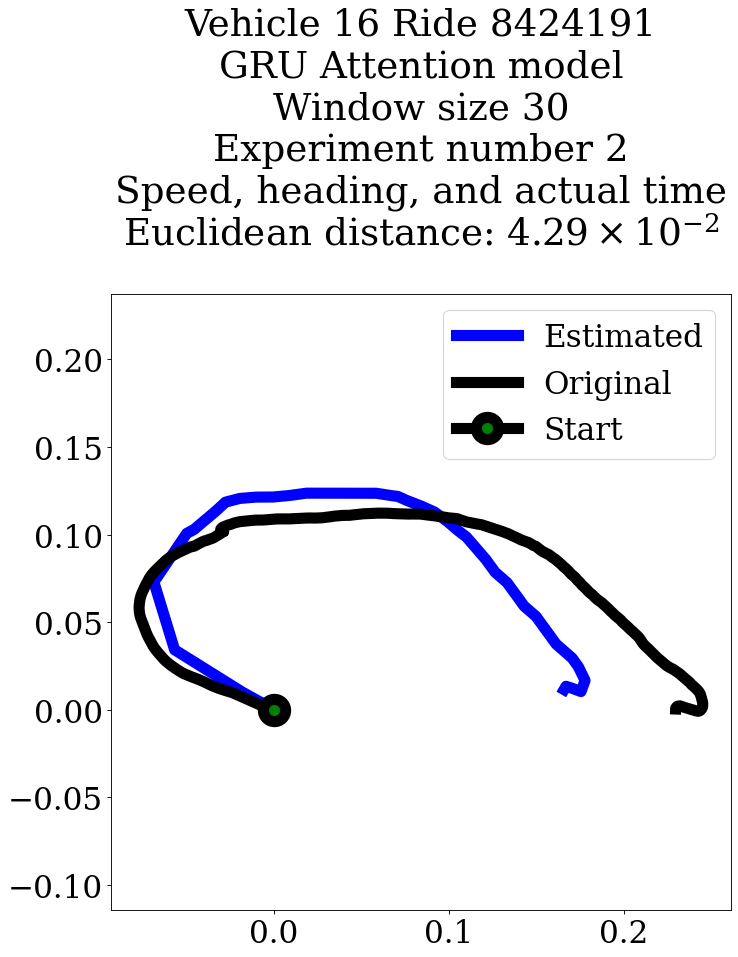 Vehicle 16 Ride 8424191
GRU Attention model
Window size 30
Experiment number 2
Speed, heading, and actual time
Euclidean distance: 4.29 × 10⁻²
Estimated
Original
Start
0.20
0.15
0.10
0.05
0.00
−0.05
−0.10
0.0 0.1 0.2